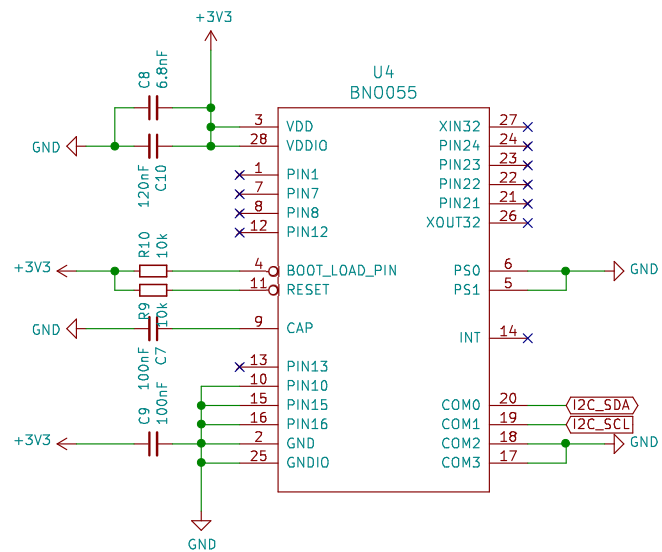 +3V3
C8
6.8nF
U4
BNO055
GND
120nF
C10
3
VDD
28
VDDIO
1
PIN1
7
PIN7
8
PIN8
12
PIN12
XIN32
27
PIN24
24
PIN23
23
PIN22
22
PIN21
21
XOUT32
26
R10
10k
+3V3
4
BOOT_LOAD_PIN
11
RESET
PS0
6
PS1
5
GND
R9
10k
GND
100nF
C7
9
CAP
INT
14
13
PIN13
10
PIN10
15
PIN15
16
PIN16
2
GND
25
GNDIO
C9
100nF
+3V3
COM0
20
I2C_SDA
COM1
19
I2C_SCL
COM2
18
COM3
17
GND
GND